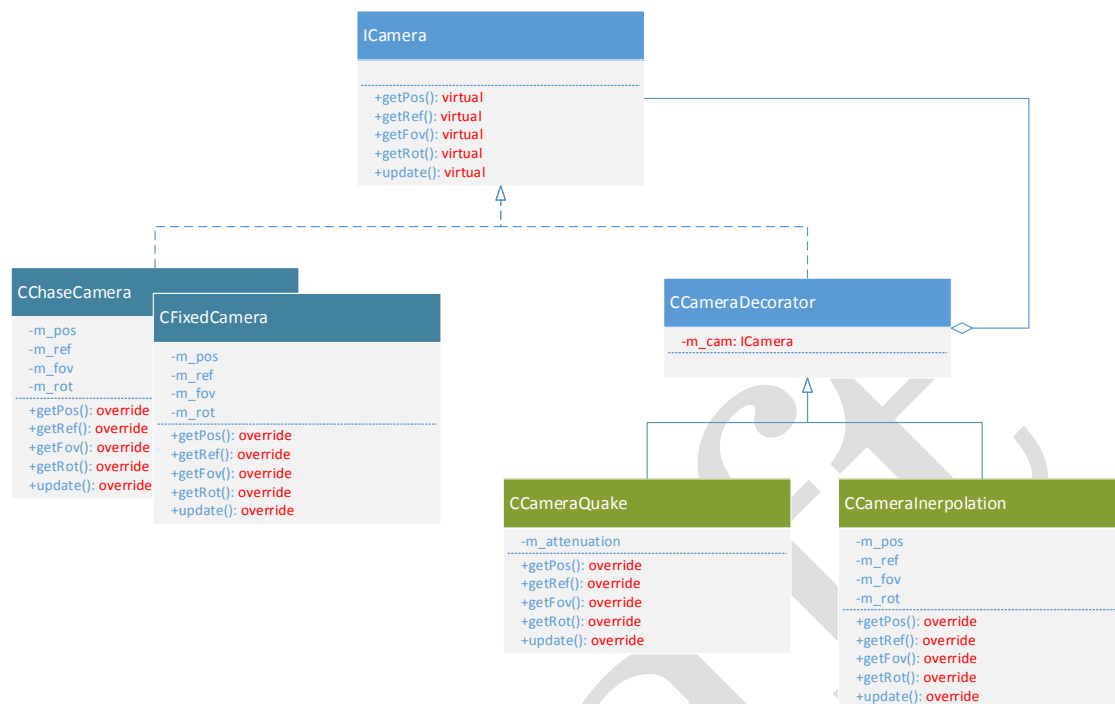 ICamera
+getPos(): virtual
+getRef(): virtual
+getFov(): virtual
+getRot(): virtual
+update(): virtual
CChaseCamera
-m_pos
-m_ref
-m_fov
-m_rot
+getPos(): override
+getRef(): override
+getFov(): override
+getRot(): override
+update(): override
CFixedCamera
-m_pos
-m_ref
-m_fov
-m_rot
+getPos(): override
+getRef(): override
+getFov(): override
+getRot(): override
+update(): override
CCameraDecorator
-m_cam: ICamera
CCameraQuake
-m_attenuation
+getPos(): override
+getRef(): override
+getFov(): override
+getRot(): override
+update(): override
CCameraInerpolation
-m_pos
-m_ref
-m_fov
-m_rot
+getPos(): override
+getRef(): override
+getFov(): override
+getRot(): override
+update(): override